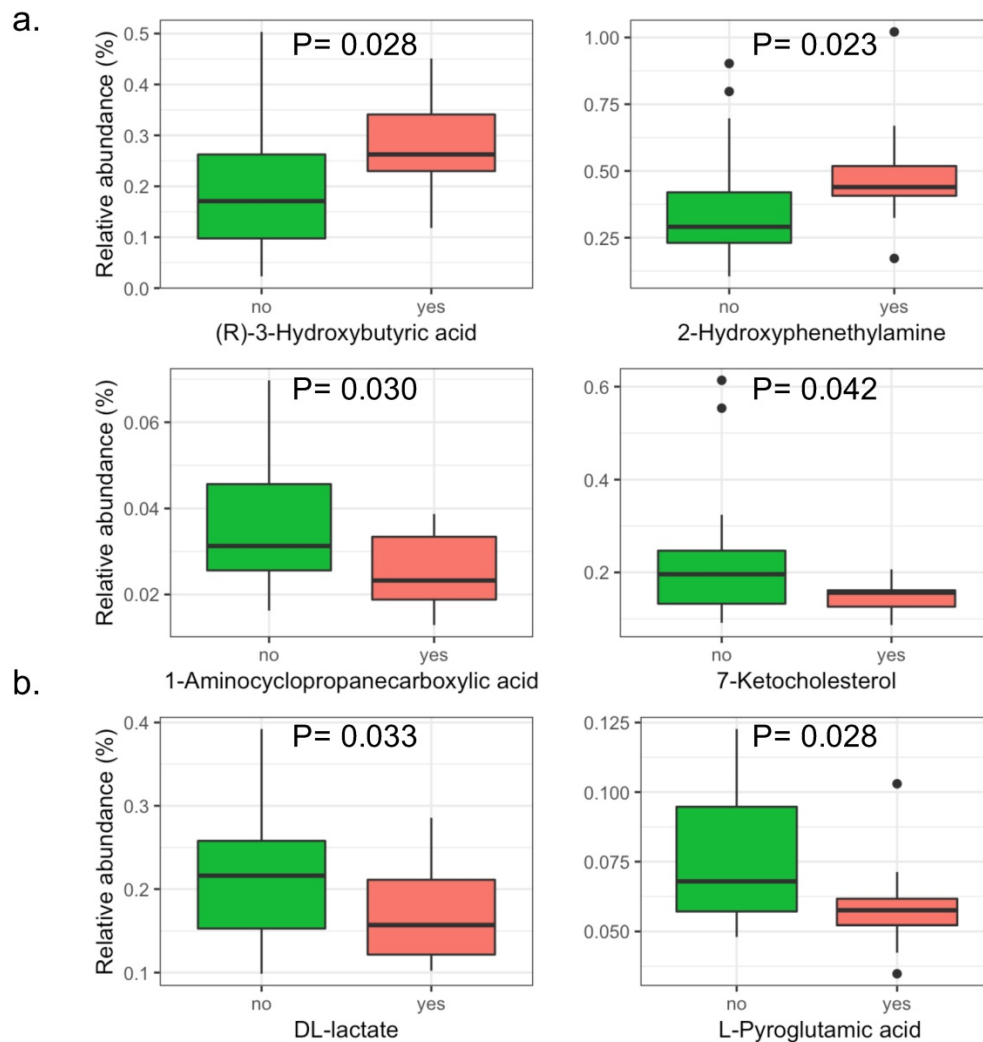 a.
P= 0.028
Relative abundance (%)
0.5
0.4
0.3
0.2
0.1
0.0
no yes
(R)-3-Hydroxybutyric acid
P= 0.023
1.00
0.75
0.50
0.25
no yes
2-Hydroxyphenethylamine
P= 0.030
Relative abundance (%)
0.06
0.04
0.02
no yes
1-Aminocyclopropanecarboxylic acid
P= 0.042
0.6
0.4
0.2
no yes
7-Ketocholesterol
b.
P= 0.033
Relative abundance (%)
0.4
0.3
0.2
0.1
no yes
DL-lactate
P= 0.028
0.125
0.100
0.075
0.050
no yes
L-Pyroglutamic acid